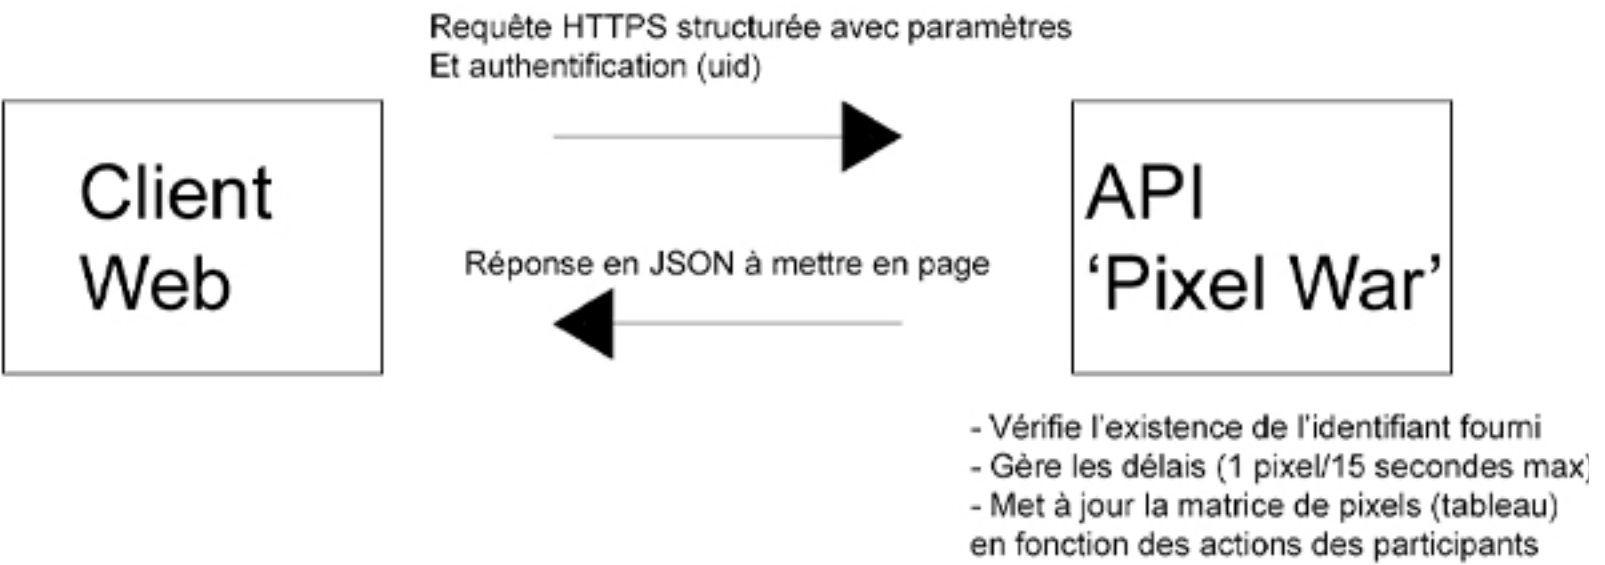 Requête HTTPS structurée avec paramètres
Et authentification (uid)
Client
Web
Réponse en JSON à mettre en page
API
‘Pixel War’
- Vérifie l'existence de l'identifiant fourni
- Gère les délais (1 pixel/15 secondes max)
- Met à jour la matrice de pixels (tableau)
en fonction des actions des participants